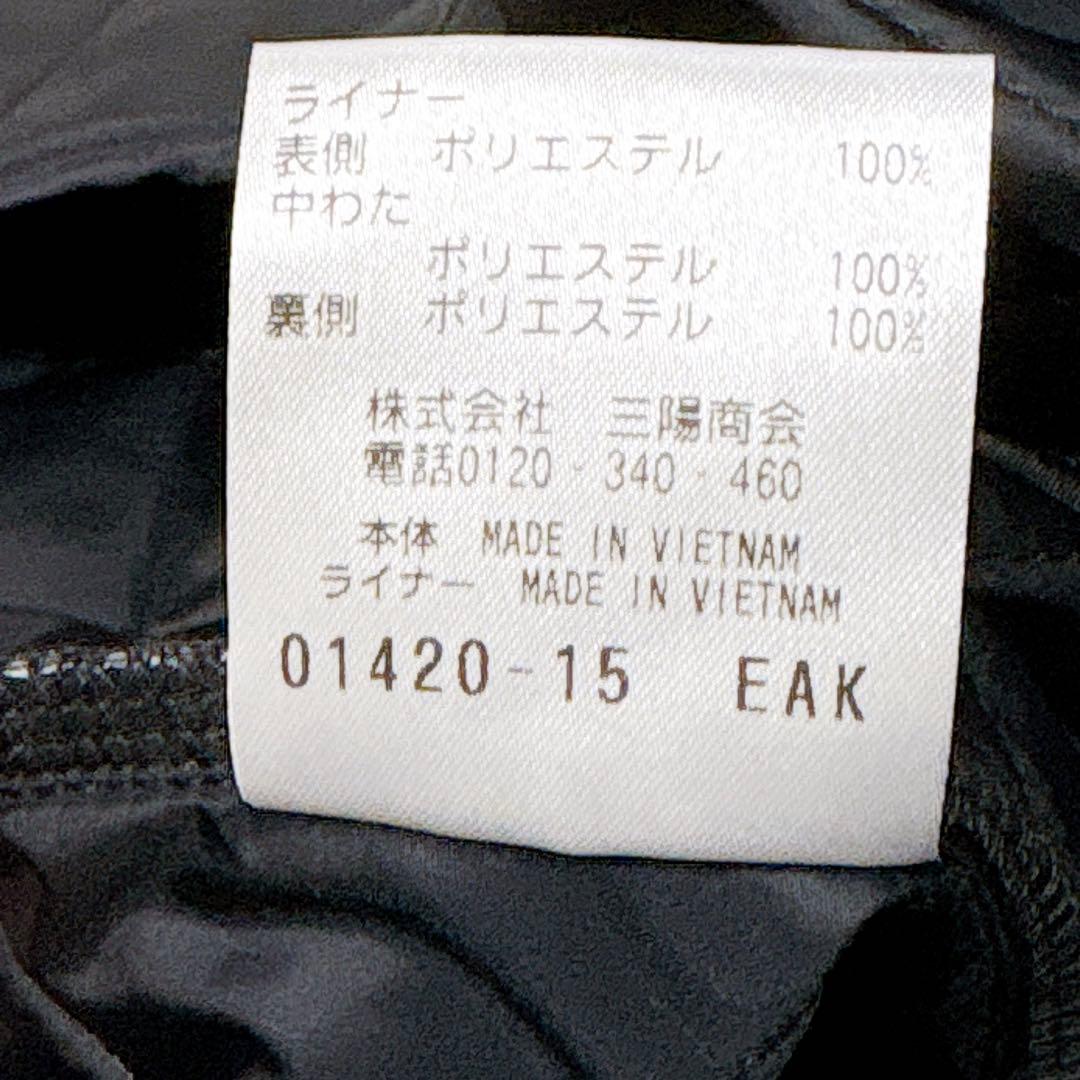 ライナー
表側 ポリエステル 100%
中わた
ポリエステル 100%
裏側 ポリエステル 100%
株式会社 三陽商会
電話0120-340-460
本体 MADE IN VIETNAM
ライナー MADE IN VIETNAM
01420-15 EAK